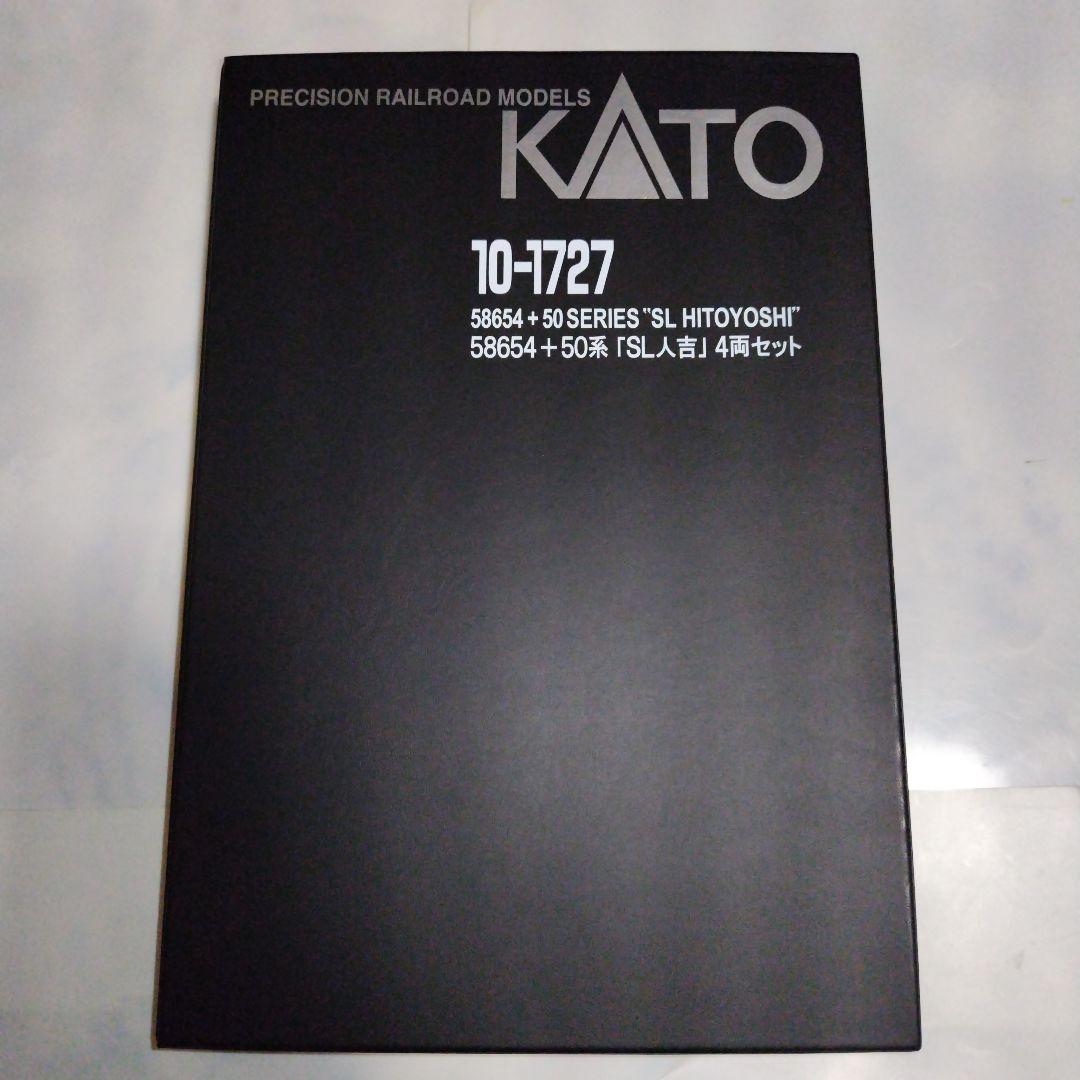 PRECISION RAILROAD MODELS
KATO
10-1727
58654 + 50 SERIES "SL HITOYOSHI"
58654＋50系「SL人吉」4両セット